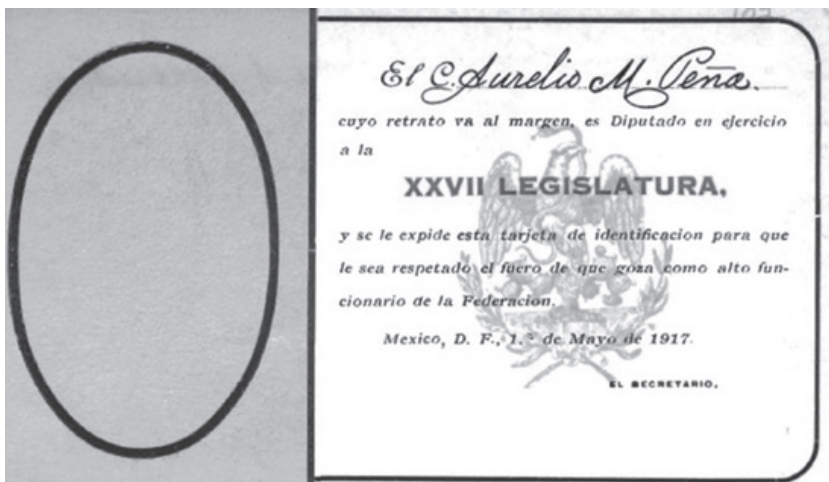 El C. Aurelio M. Peña.
cuyo retrato va al margen, es Diputado en ejercicio
a la
XXVII LEGISLATURA,
y se le expide esta tarjeta de identificacion para que
le sea respetado el fuero de que goza como alto fun-
cionario de la Federacion.
Mexico, D. F., 1.º de Mayo de 1917.
EL SECRETARIO,